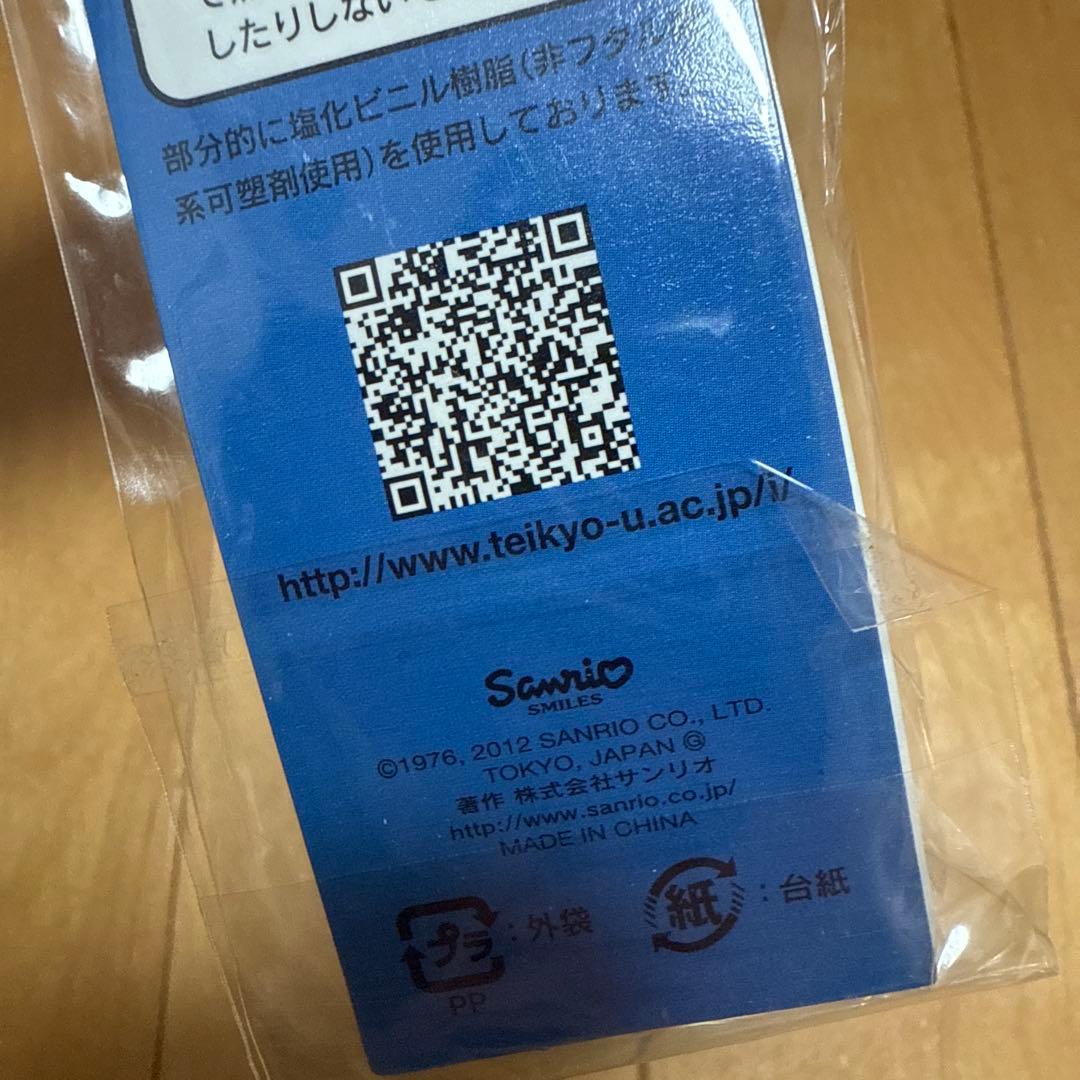 したりしない
部分的に塩化ビニル樹脂(非フタル
系可塑剤使用)を使用しております。
http://www.teikyo-u.ac.jp/i/
Sanrio
SMILES
©1976, 2012 SANRIO CO., LTD.
TOKYO, JAPAN Ⓖ
著作 株式会社サンリオ
http://www.sanrio.co.jp/
MADE IN CHINA
プラ : 外袋
PP
紙 : 台紙